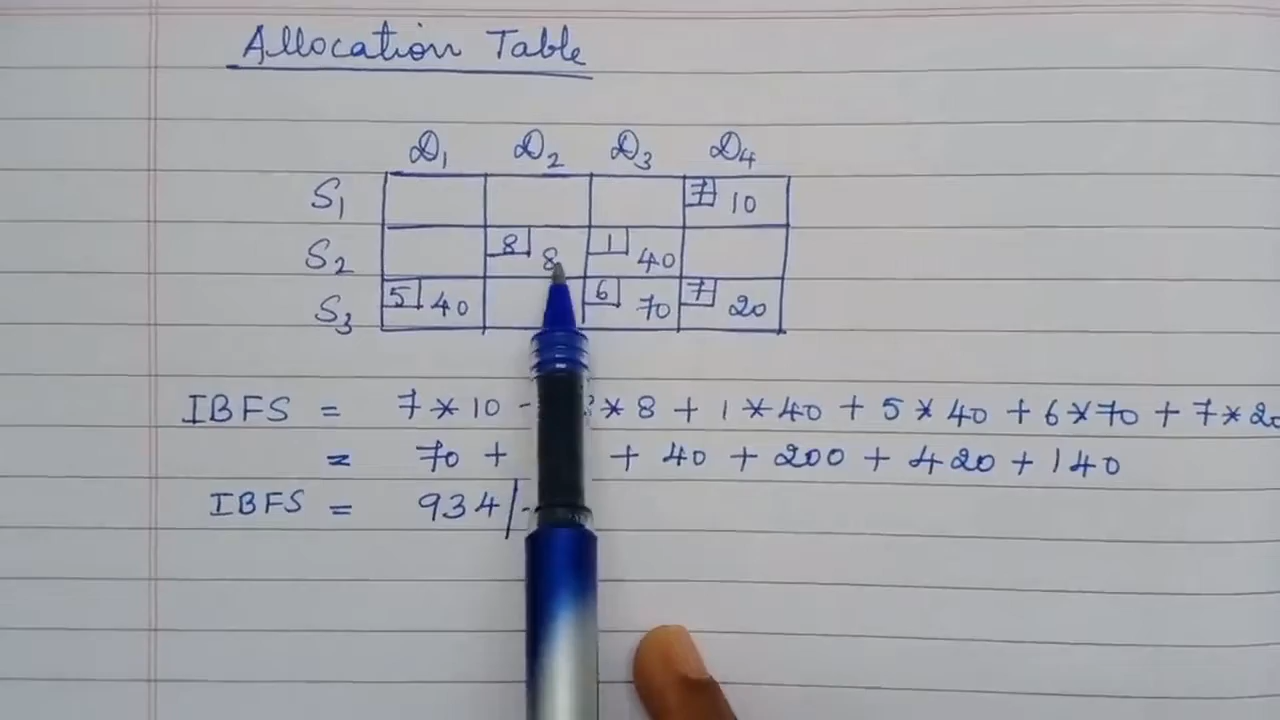 Allocation Table
D1 D2 D3 D4
S1 7 10
S2 8 8 1 40
S3 5 40 6 70 7 20
IBFS = 7*10 * 8 + 1*40 + 5*40 + 6*70 + 7*20
= 70 + + 40 + 200 + 420 + 140
IBFS = 934/-